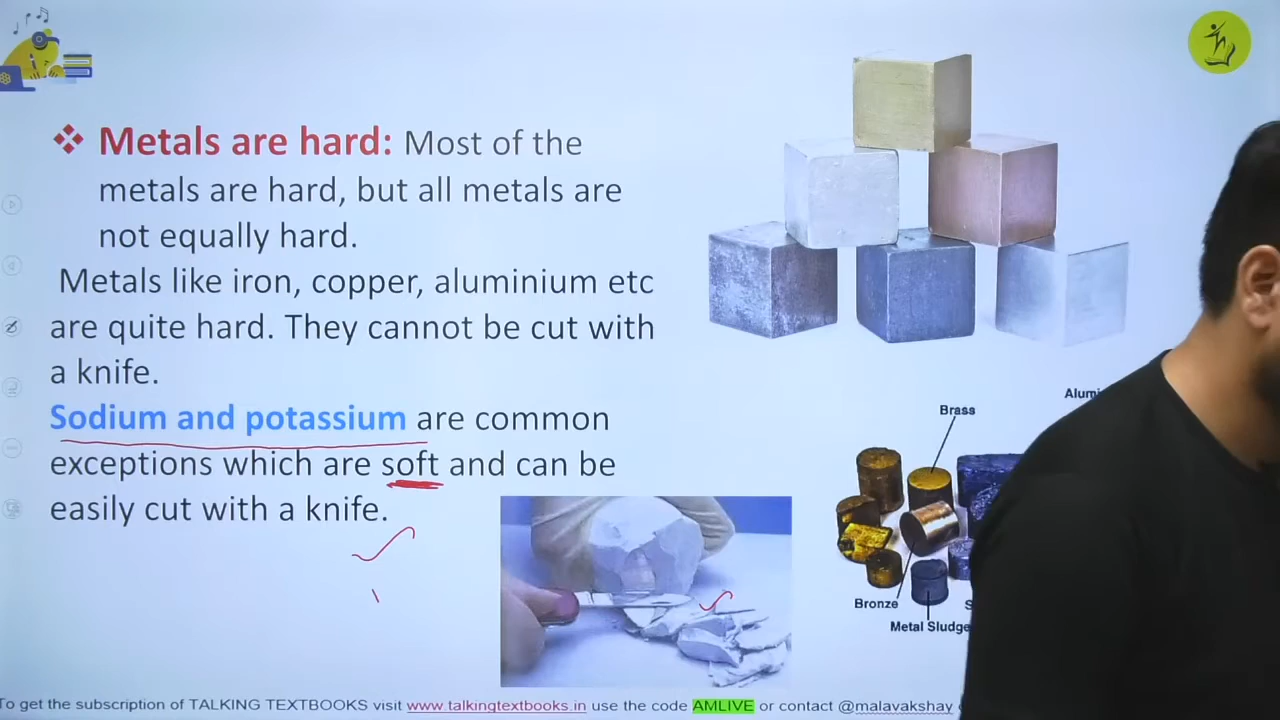 ❖ Metals are hard: Most of the
metals are hard, but all metals are
not equally hard.
Metals like iron, copper, aluminium etc
are quite hard. They cannot be cut with
a knife.
Sodium and potassium are common
exceptions which are soft and can be
easily cut with a knife.
Alumi
Brass
Bronze
S
Metal Sludge
To get the subscription of TALKING TEXTBOOKS visit www.talkingtextbooks.in use the code AMLIVE or contact @malavakshay